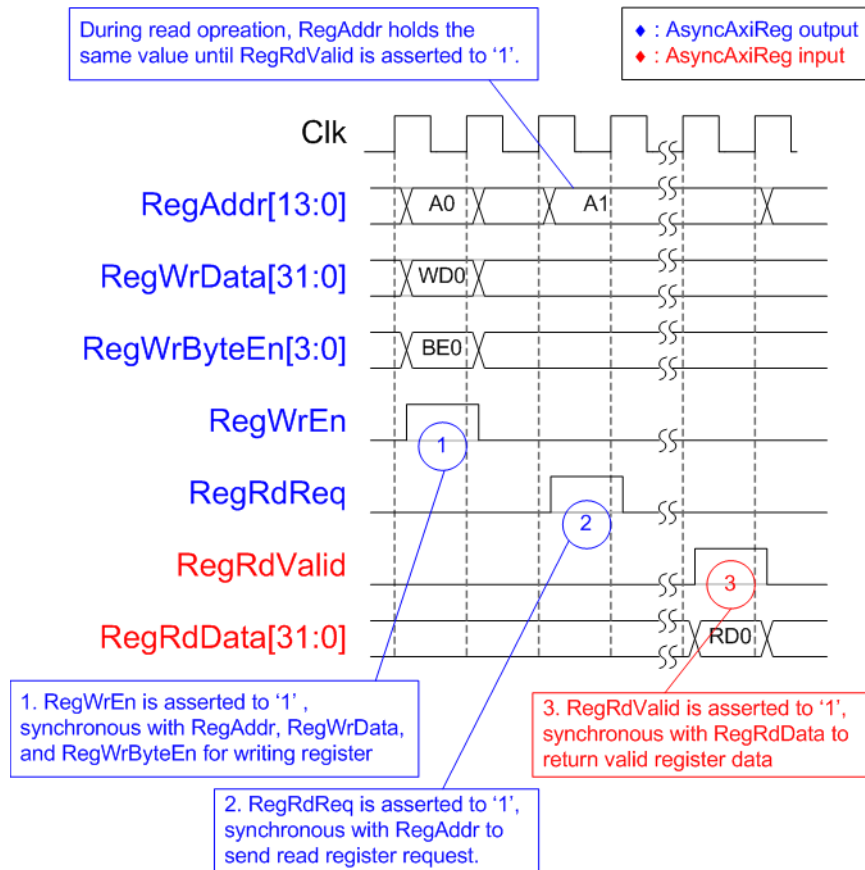 During read opreation, RegAddr holds the
same value until RegRdValid is asserted to ‘1’.
♦ : AsyncAxiReg output
♦ : AsyncAxiReg input
Clk
RegAddr[13:0]
A0
A1
RegWrData[31:0]
WD0
RegWrByteEn[3:0]
BE0
RegWrEn
1
RegRdReq
2
RegRdValid
3
RegRdData[31:0]
RD0
1. RegWrEn is asserted to ‘1’ ,
synchronous with RegAddr, RegWrData,
and RegWrByteEn for writing register
3. RegRdValid is asserted to ‘1’,
synchronous with RegRdData to
return valid register data
2. RegRdReq is asserted to ‘1’,
synchronous with RegAddr to
send read register request.